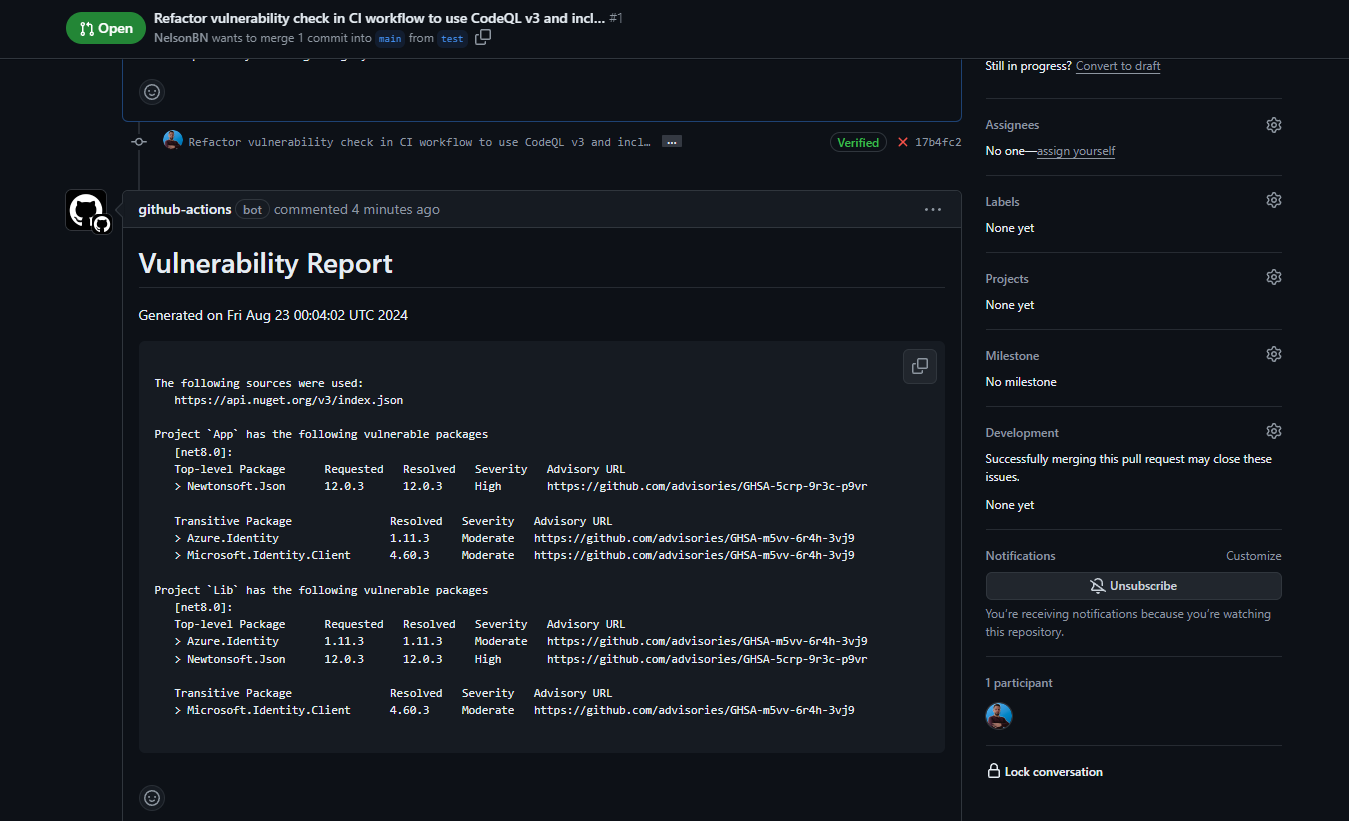 Open
Refactor vulnerability check in CI workflow to use CodeQL v3 and incl... #1
NelsonBN wants to merge 1 commit into main from test
Refactor vulnerability check in CI workflow to use CodeQL v3 and incl…
Verified
17b4fc2
github-actions bot commented 4 minutes ago
Vulnerability Report
Generated on Fri Aug 23 00:04:02 UTC 2024
The following sources were used:
https://api.nuget.org/v3/index.json
Project `App` has the following vulnerable packages
[net8.0]:
Top-level Package Requested Resolved Severity Advisory URL
> Newtonsoft.Json 12.0.3 12.0.3 High https://github.com/advisories/GHSA-5crp-9r3c-p9vr
Transitive Package Resolved Severity Advisory URL
> Azure.Identity 1.11.3 Moderate https://github.com/advisories/GHSA-m5vv-6r4h-3vj9
> Microsoft.Identity.Client 4.60.3 Moderate https://github.com/advisories/GHSA-m5vv-6r4h-3vj9
Project `Lib` has the following vulnerable packages
[net8.0]:
Top-level Package Requested Resolved Severity Advisory URL
> Azure.Identity 1.11.3 1.11.3 Moderate https://github.com/advisories/GHSA-m5vv-6r4h-3vj9
> Newtonsoft.Json 12.0.3 12.0.3 High https://github.com/advisories/GHSA-5crp-9r3c-p9vr
Transitive Package Resolved Severity Advisory URL
> Microsoft.Identity.Client 4.60.3 Moderate https://github.com/advisories/GHSA-m5vv-6r4h-3vj9
Still in progress? Convert to draft
Assignees
No one—assign yourself
Labels
None yet
Projects
None yet
Milestone
No milestone
Development
Successfully merging this pull request may close these
issues.
None yet
Notifications
Customize
Unsubscribe
You're receiving notifications because you're watching
this repository.
1 participant
Lock conversation